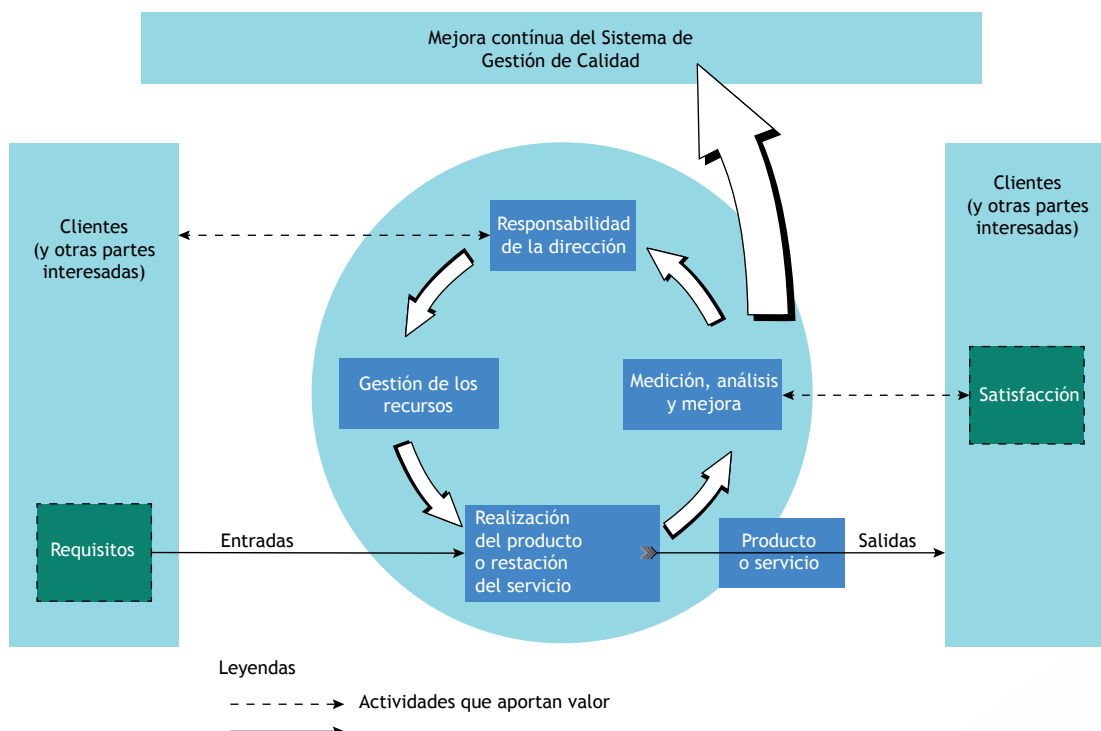 Mejora contínua del Sistema de
Gestión de Calidad
Clientes
(y otras partes
interesadas)
Responsabilidad
de la dirección
Clientes
(y otras partes
interesadas)
Gestión de los
recursos
Medición, análisis
y mejora
Satisfacción
Requisitos
Entradas
Realización
del producto
o restación
del servicio
Producto
o servicio
Salidas
Leyendas
Actividades que aportan valor